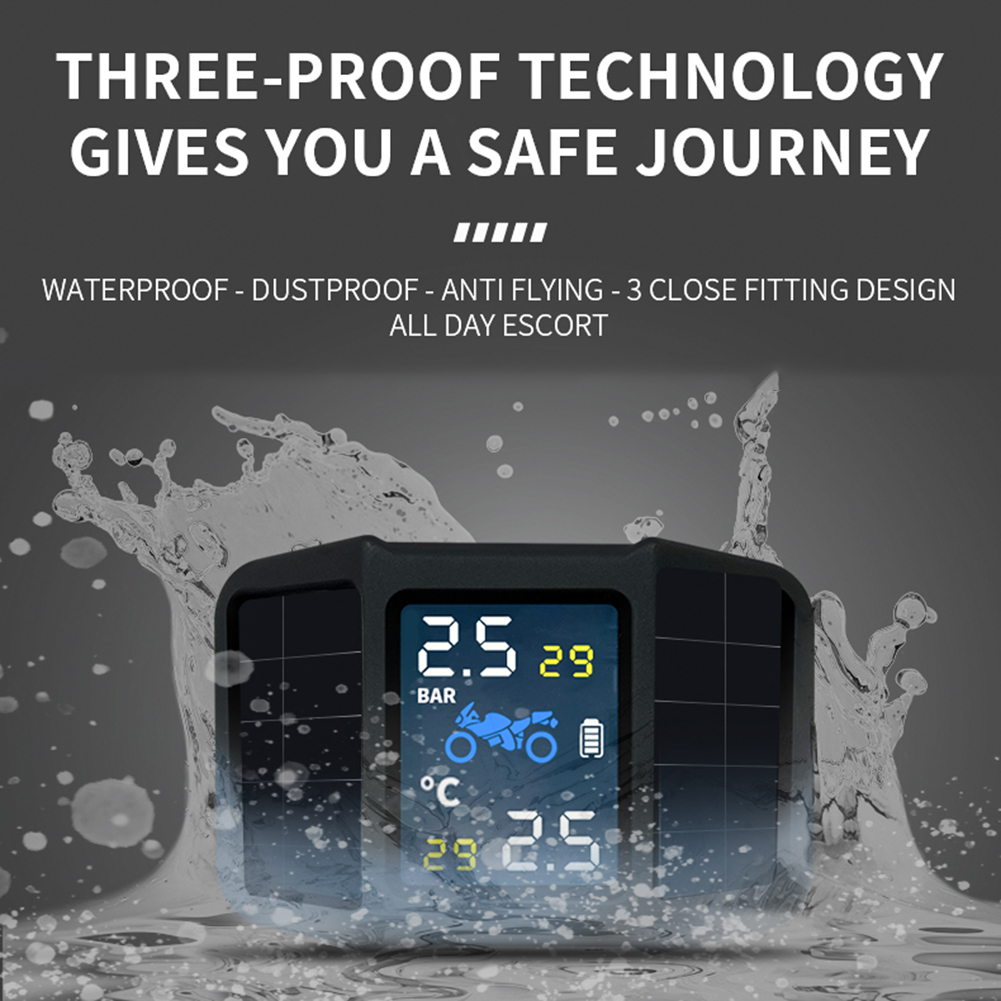 THREE-PROOF TECHNOLOGY
GIVES YOU A SAFE JOURNEY
WATERPROOF - DUSTPROOF - ANTI FLYING - 3 CLOSE FITTING DESIGN
ALL DAY ESCORT
2.5 29
BAR
°C
29 2.5